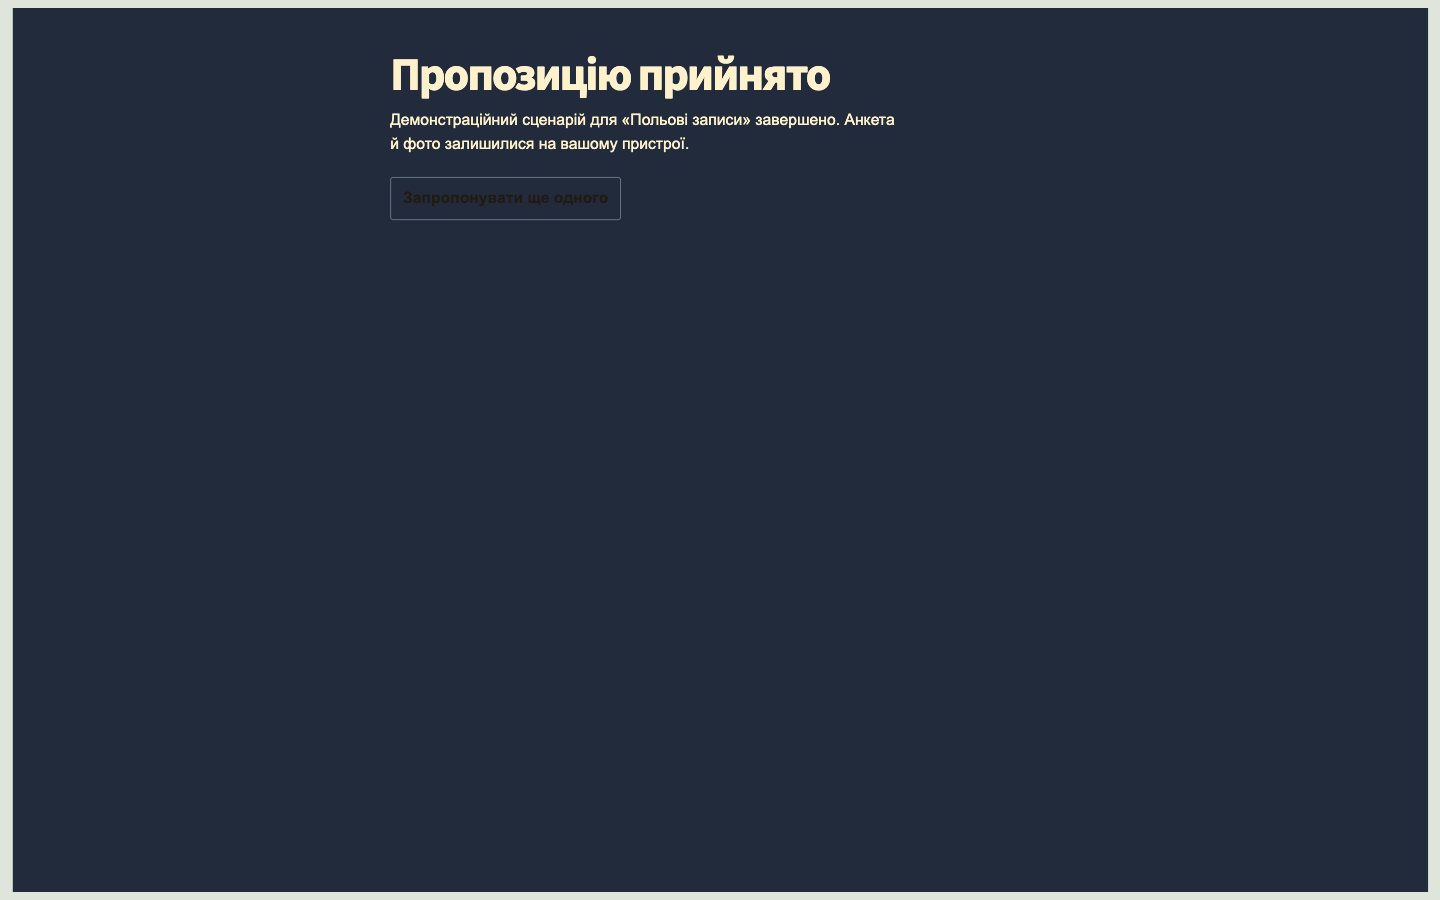 Пропозицію прийнято
Демонстраційний сценарій для «Польові записи» завершено. Анкета
й фото залишилися на вашому пристрої.
Запропонувати ще одного